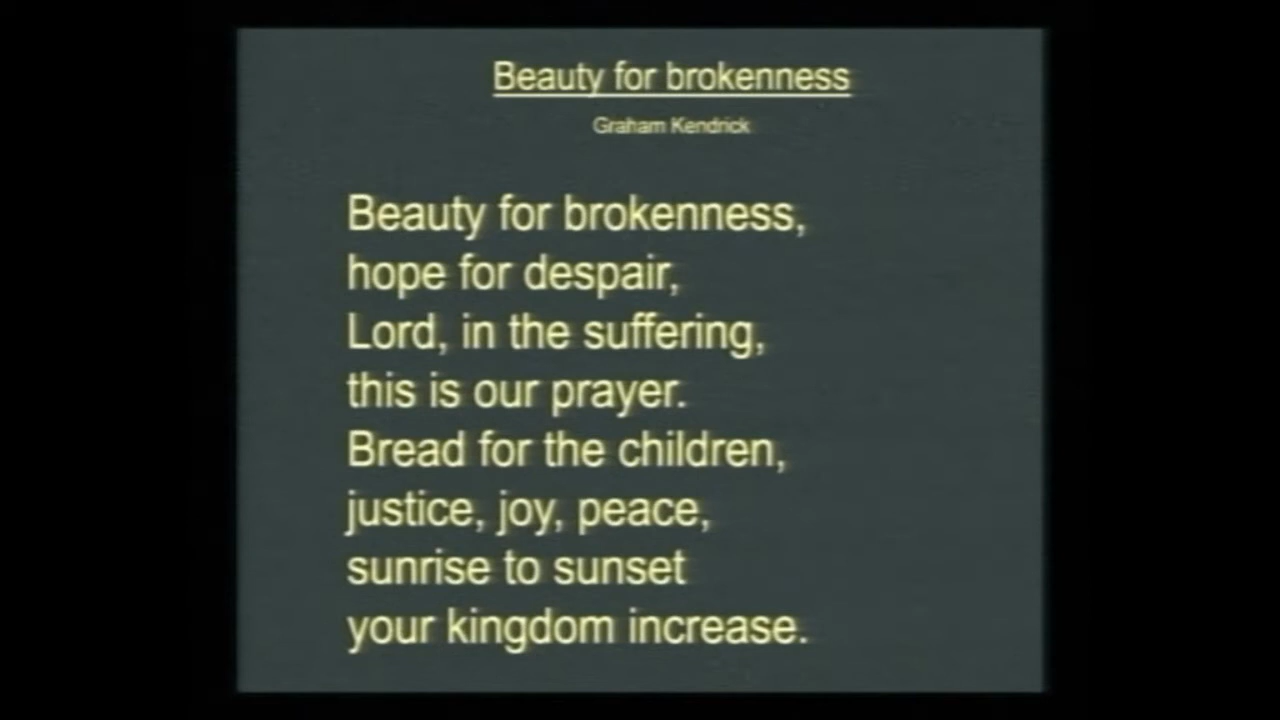 Beauty for brokenness
Graham Kendrick
Beauty for brokenness,
hope for despair,
Lord, in the suffering,
this is our prayer.
Bread for the children,
justice, joy, peace,
sunrise to sunset
your kingdom increase.